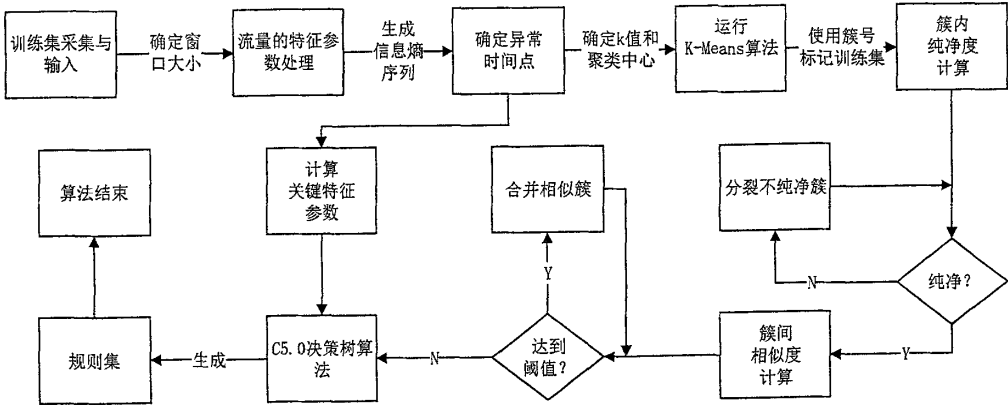 训练集采集与
输入
确定窗
口大小
流量的特征参
数处理
生成
信息熵
序列
确定异常
时间点
确定k值和
聚类中心
运行
K-Means算法
使用簇号
标记训练集
簇内
纯净度
计算
算法结束
计算
关键特征
参数
合并相似簇
分裂不纯净簇
Y
N
纯净？
规则集
生成
C5.0决策树算
法
N
达到
阈值？
簇间
相似度
计算
Y